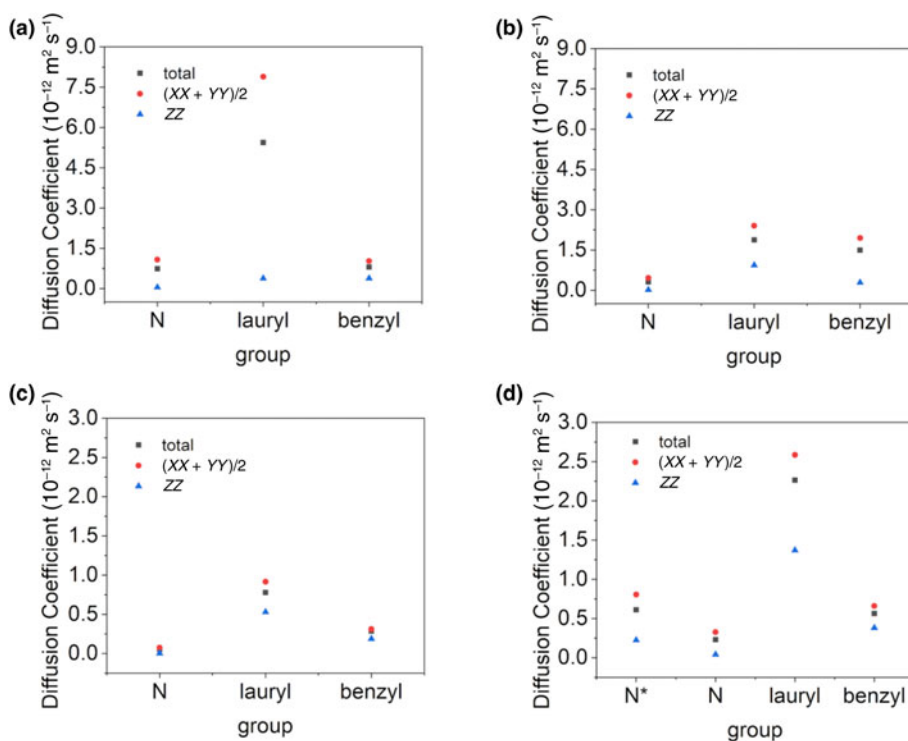 (a)
Diffusion Coefficient (10⁻¹² m² s⁻¹)
9.0
7.5
6.0
4.5
3.0
1.5
0.0
total
(XX + YY)/2
ZZ
N lauryl benzyl
group
(b)
Diffusion Coefficient (10⁻¹² m² s⁻¹)
9.0
7.5
6.0
4.5
3.0
1.5
0.0
total
(XX + YY)/2
ZZ
N lauryl benzyl
group
(c)
Diffusion Coefficient (10⁻¹² m² s⁻¹)
3.0
2.5
2.0
1.5
1.0
0.5
0.0
total
(XX + YY)/2
ZZ
N lauryl benzyl
group
(d)
Diffusion Coefficient (10⁻¹² m² s⁻¹)
3.0
2.5
2.0
1.5
1.0
0.5
0.0
total
(XX + YY)/2
ZZ
N* N lauryl benzyl
group